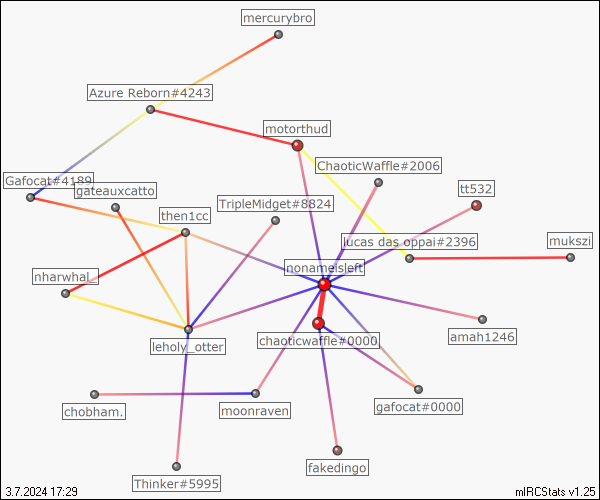 mercurybro
Azure Reborn#4243
motorthud
ChaoticWaffle#2006
Gafocat#4189
gateauxcatto
tt532
TripleMidget#8824
then1cc
lucas das oppai#2396
mukszi
nonameisleft
nharwhal_
leholy_otter
chaoticwaffle#0000
amah1246
chobham.
moonraven
gafocat#0000
fakedingo
Thinker#5995
3.7.2024 17:29
mIRCStats v1.25